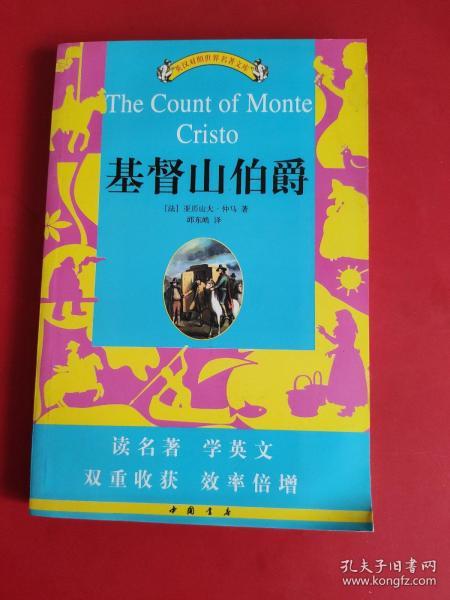 英汉对照世界名著文库
The Count of Monte
Cristo
基督山伯爵
［法］亚历山大·仲马 著
邱东皓 译
读名著 学英文
双重收获 效率倍增
中国书店
孔夫子旧书网
www.kongfz.com